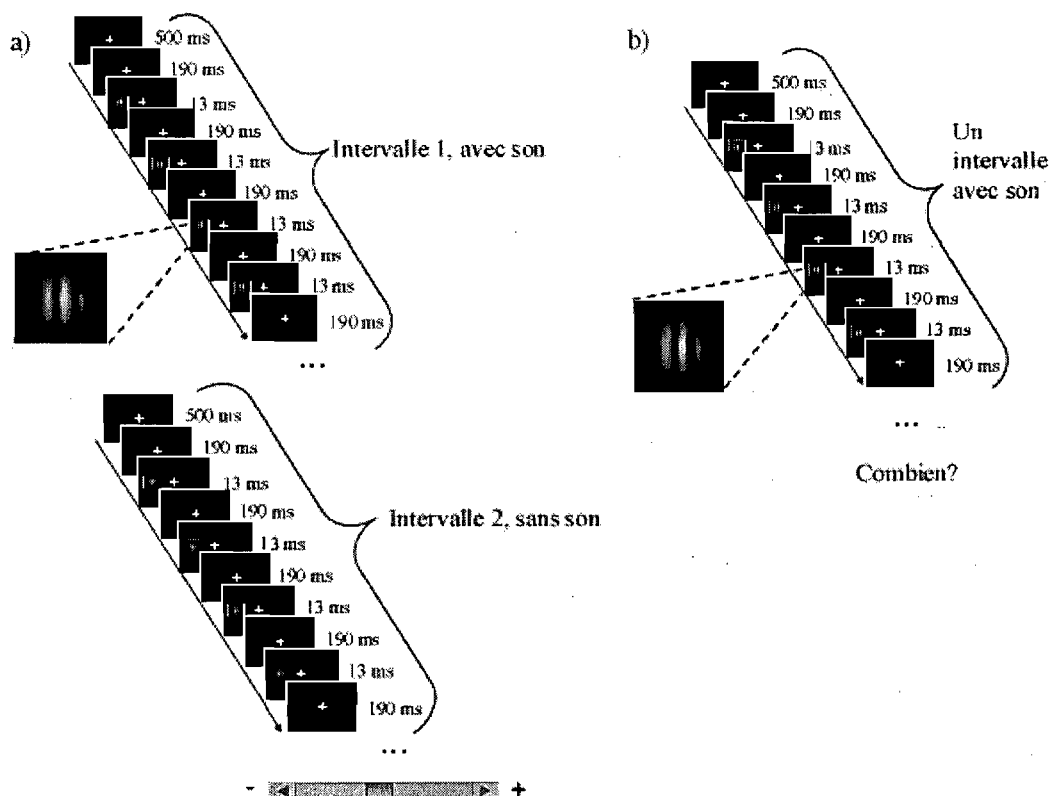 a)
500 ms
190 ms
3 ms
190 ms
13 ms
190 ms
13 ms
190 ms
13 ms
190 ms
Intervalle 1, avec son
...
500 ms
190 ms
13 ms
190 ms
13 ms
190 ms
13 ms
190 ms
13 ms
190 ms
Intervalle 2, sans son
...
- +
b)
500 ms
190 ms
3 ms
190 ms
13 ms
190 ms
13 ms
190 ms
13 ms
190 ms
Un
intervalle
avec son
...
Combien?